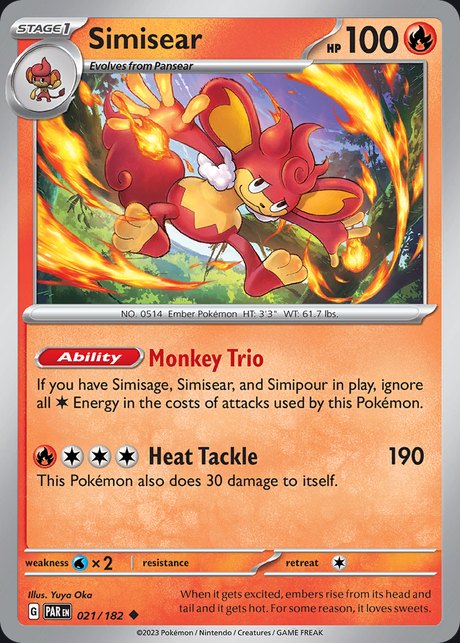 STAGE 1
Simisear
HP 100
Evolves from Pansear
NO. 0514 Ember Pokémon HT: 3'3" WT: 61.7 lbs.
Ability Monkey Trio
If you have Simisage, Simisear, and Simipour in play, ignore
all Energy in the costs of attacks used by this Pokémon.
Heat Tackle 190
This Pokémon also does 30 damage to itself.
weakness ×2 resistance retreat
Illus. Yuya Oka
G PAR EN 021/182
When it gets excited, embers rise from its head and
tail and it gets hot. For some reason, it loves sweets.
©2023 Pokémon / Nintendo / Creatures / GAME FREAK